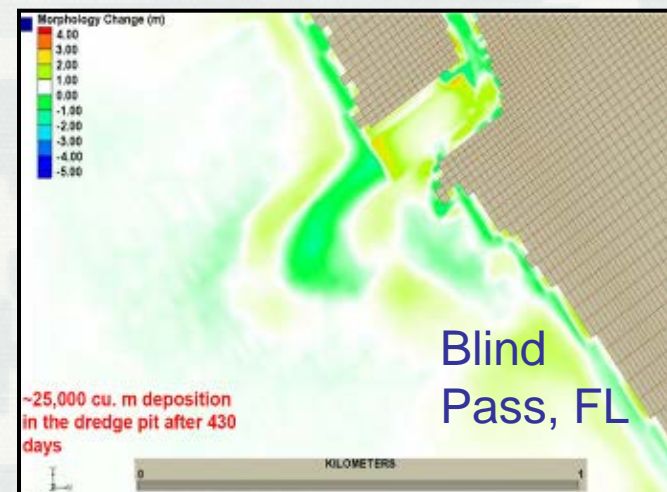 Morphology Change (m)
4.00
3.00
2.00
1.00
0.00
-1.00
-2.00
-3.00
-4.00
-5.00
Blind
Pass, FL
~25,000 cu. m deposition
in the dredge pit after 430
days
KILOMETERS
0 1